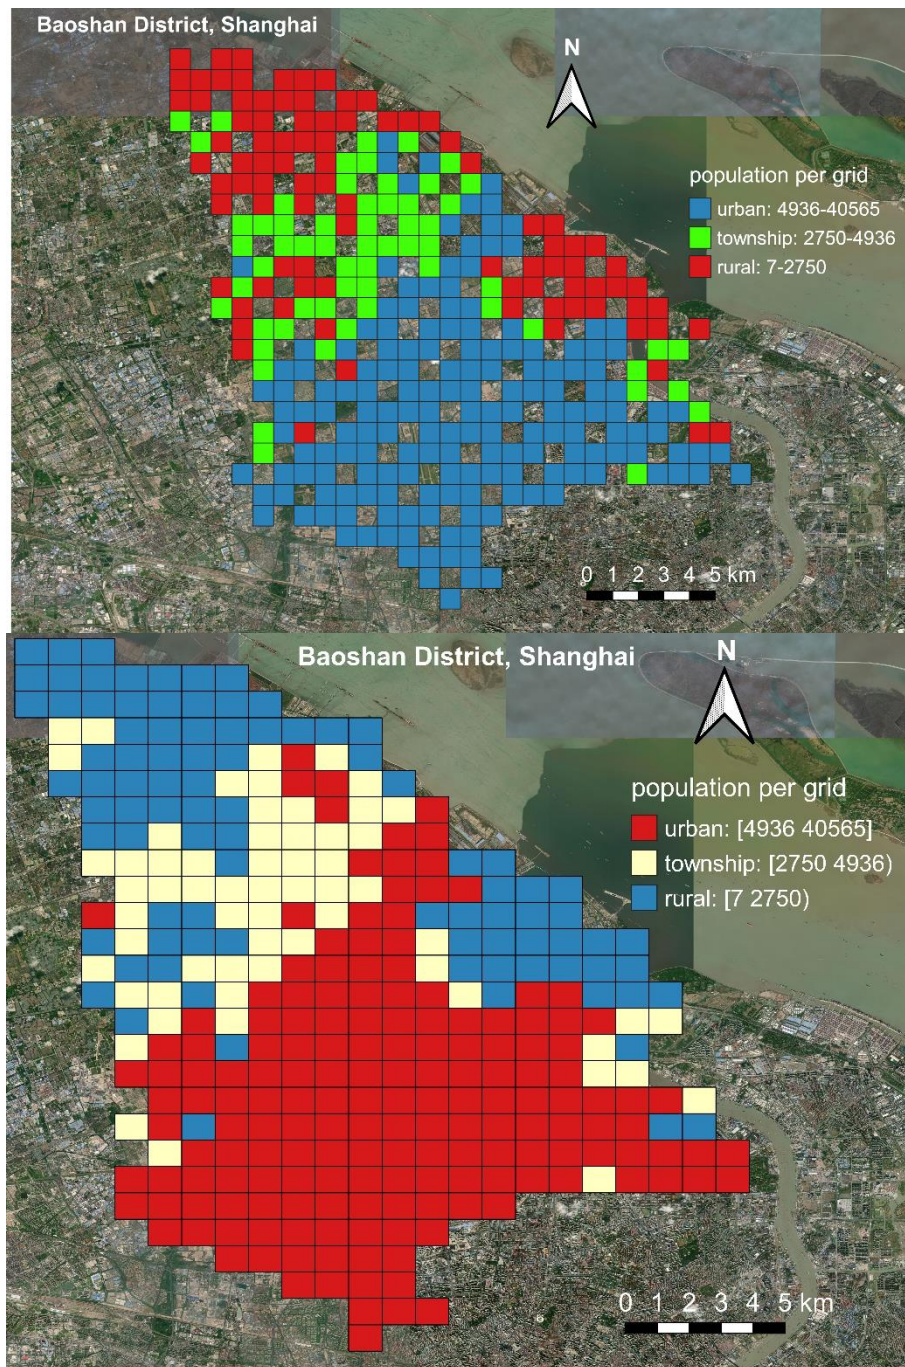 Baoshan District, Shanghai
N
population per grid
urban: 4936-40565
township: 2750-4936
rural: 7-2750
0 1 2 3 4 5 km
Baoshan District, Shanghai
N
population per grid
urban: [4936 40565]
township: [2750 4936)
rural: [7 2750)
0 1 2 3 4 5 km